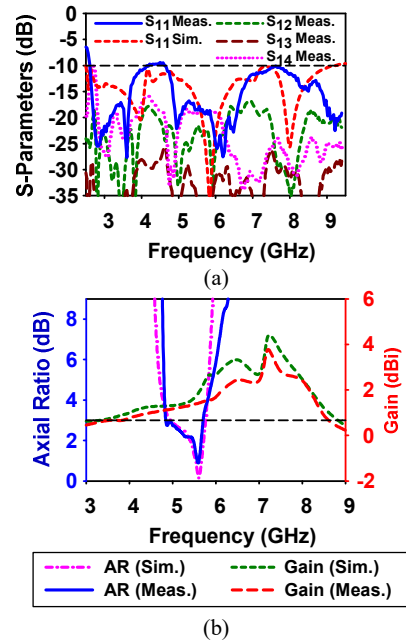 S11 Meas. S12 Meas.
S11 Sim. S13 Meas.
S14 Meas.
S-Parameters (dB)
0
-5
-10
-15
-20
-25
-30
-35
3 4 5 6 7 8 9
Frequency (GHz)
(a)
Axial Ratio (dB)
8
6
4
2
0
Gain (dBi)
6
4
2
0
-2
3 4 5 6 7 8 9
Frequency (GHz)
AR (Sim.) Gain (Sim.)
AR (Meas.) Gain (Meas.)
(b)